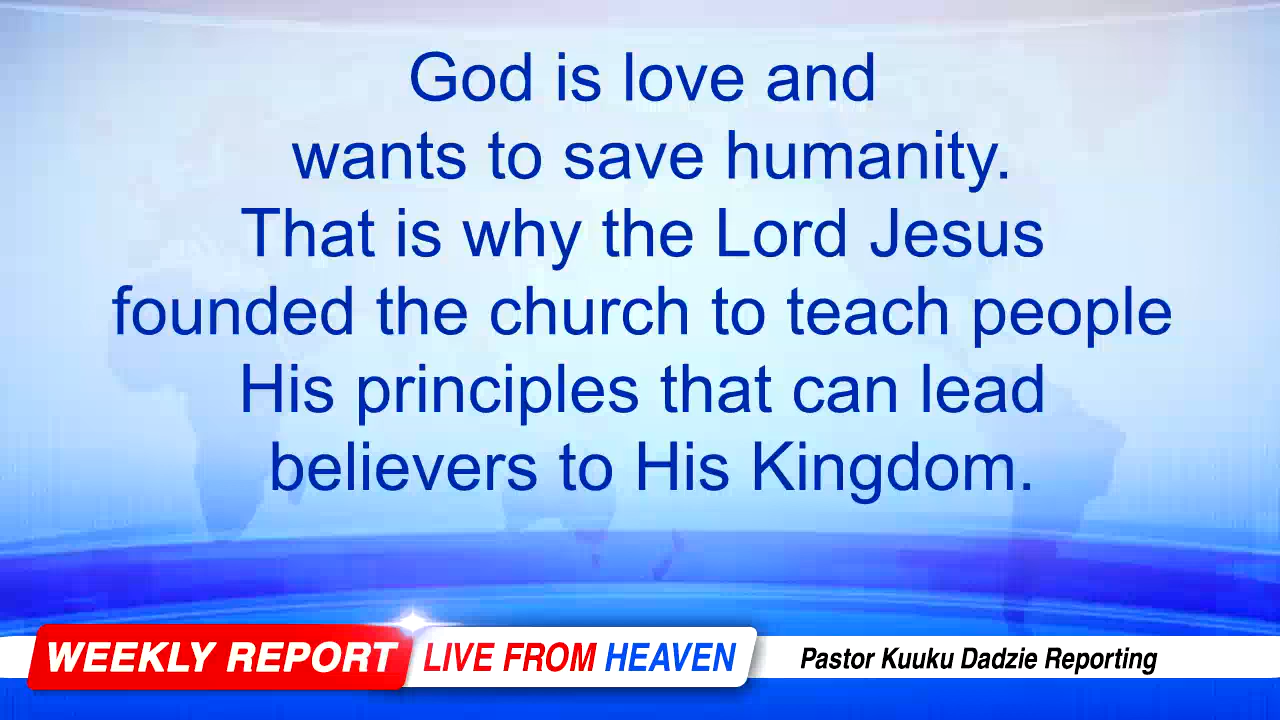 God is love and
wants to save humanity.
That is why the Lord Jesus
founded the church to teach people
His principles that can lead
believers to His Kingdom.
WEEKLY REPORT LIVE FROM HEAVEN Pastor Kuuku Dadzie Reporting